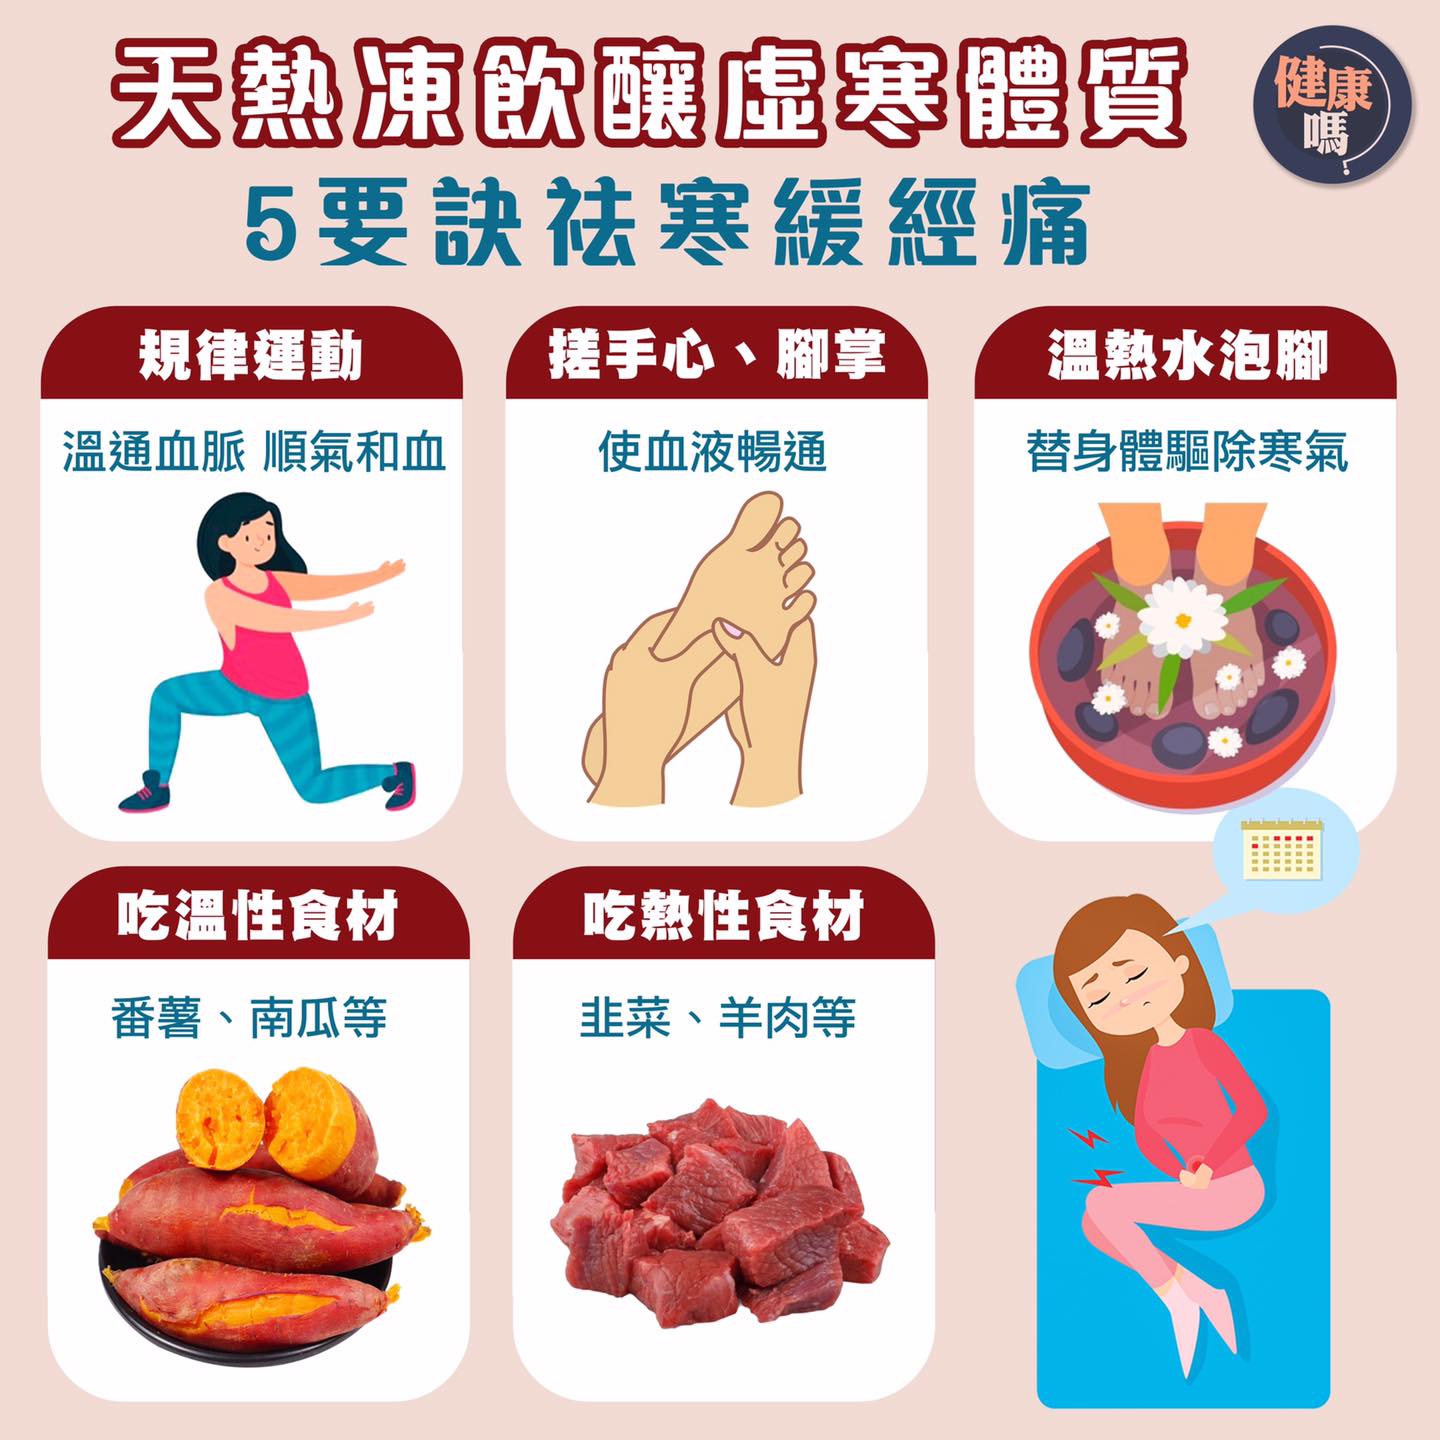 天熱凍飲釀虛寒體質
健康
嗎?
5要訣祛寒緩經痛
規律運動
溫通血脈 順氣和血
搓手心、腳掌
使血液暢通
溫熱水泡腳
替身體驅除寒氣
吃溫性食材
番薯、南瓜等
吃熱性食材
韭菜、羊肉等